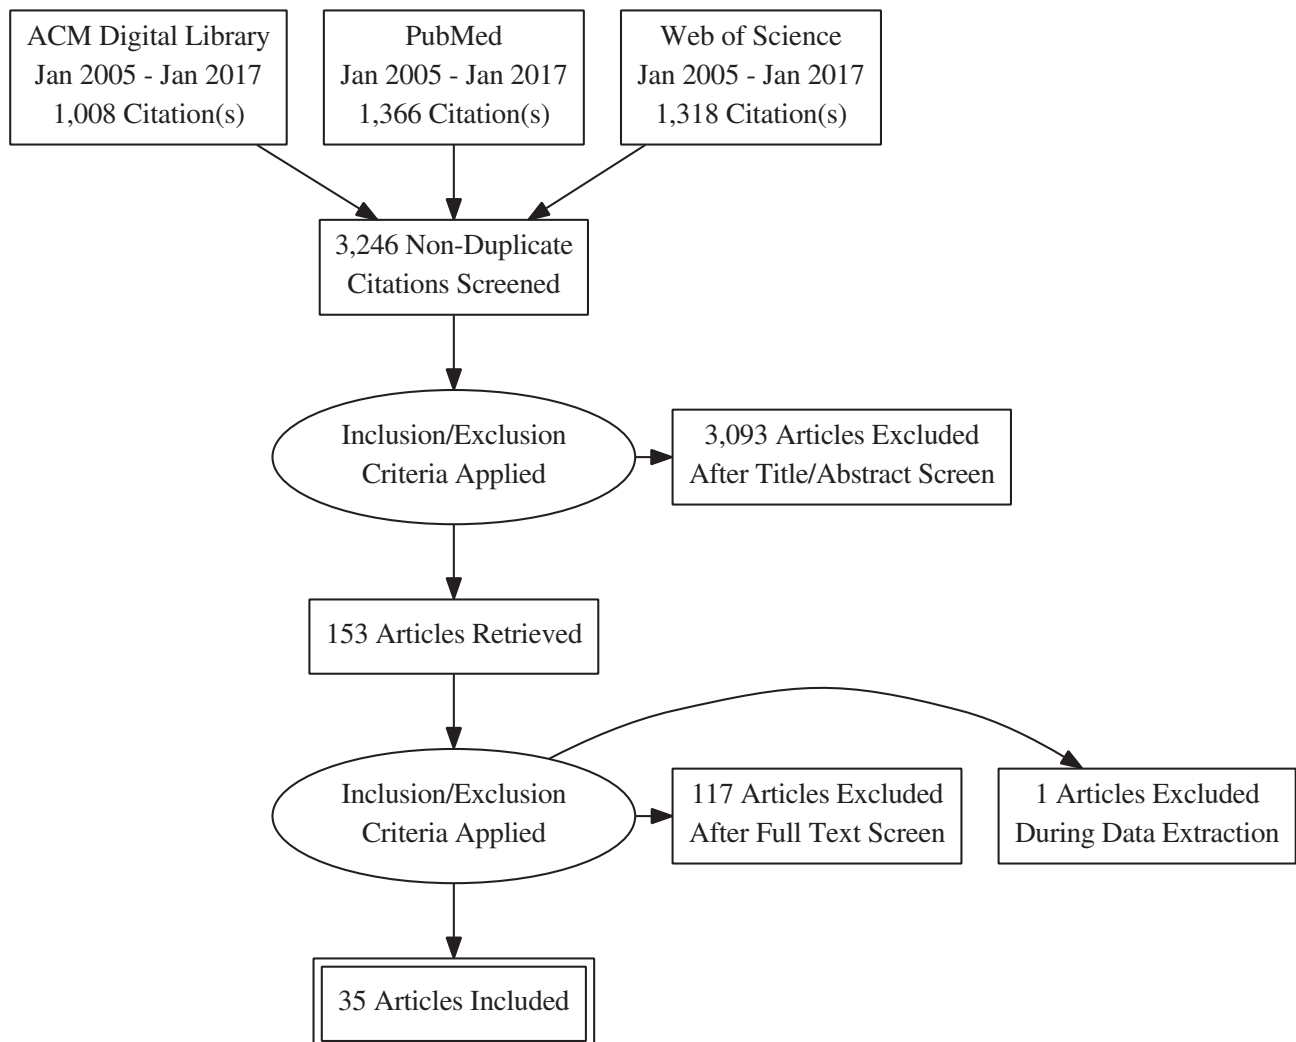 ACM Digital Library
Jan 2005 - Jan 2017
1,008 Citation(s)
PubMed
Jan 2005 - Jan 2017
1,366 Citation(s)
Web of Science
Jan 2005 - Jan 2017
1,318 Citation(s)
3,246 Non-Duplicate
Citations Screened
Inclusion/Exclusion
Criteria Applied
3,093 Articles Excluded
After Title/Abstract Screen
153 Articles Retrieved
Inclusion/Exclusion
Criteria Applied
117 Articles Excluded
After Full Text Screen
1 Articles Excluded
During Data Extraction
35 Articles Included